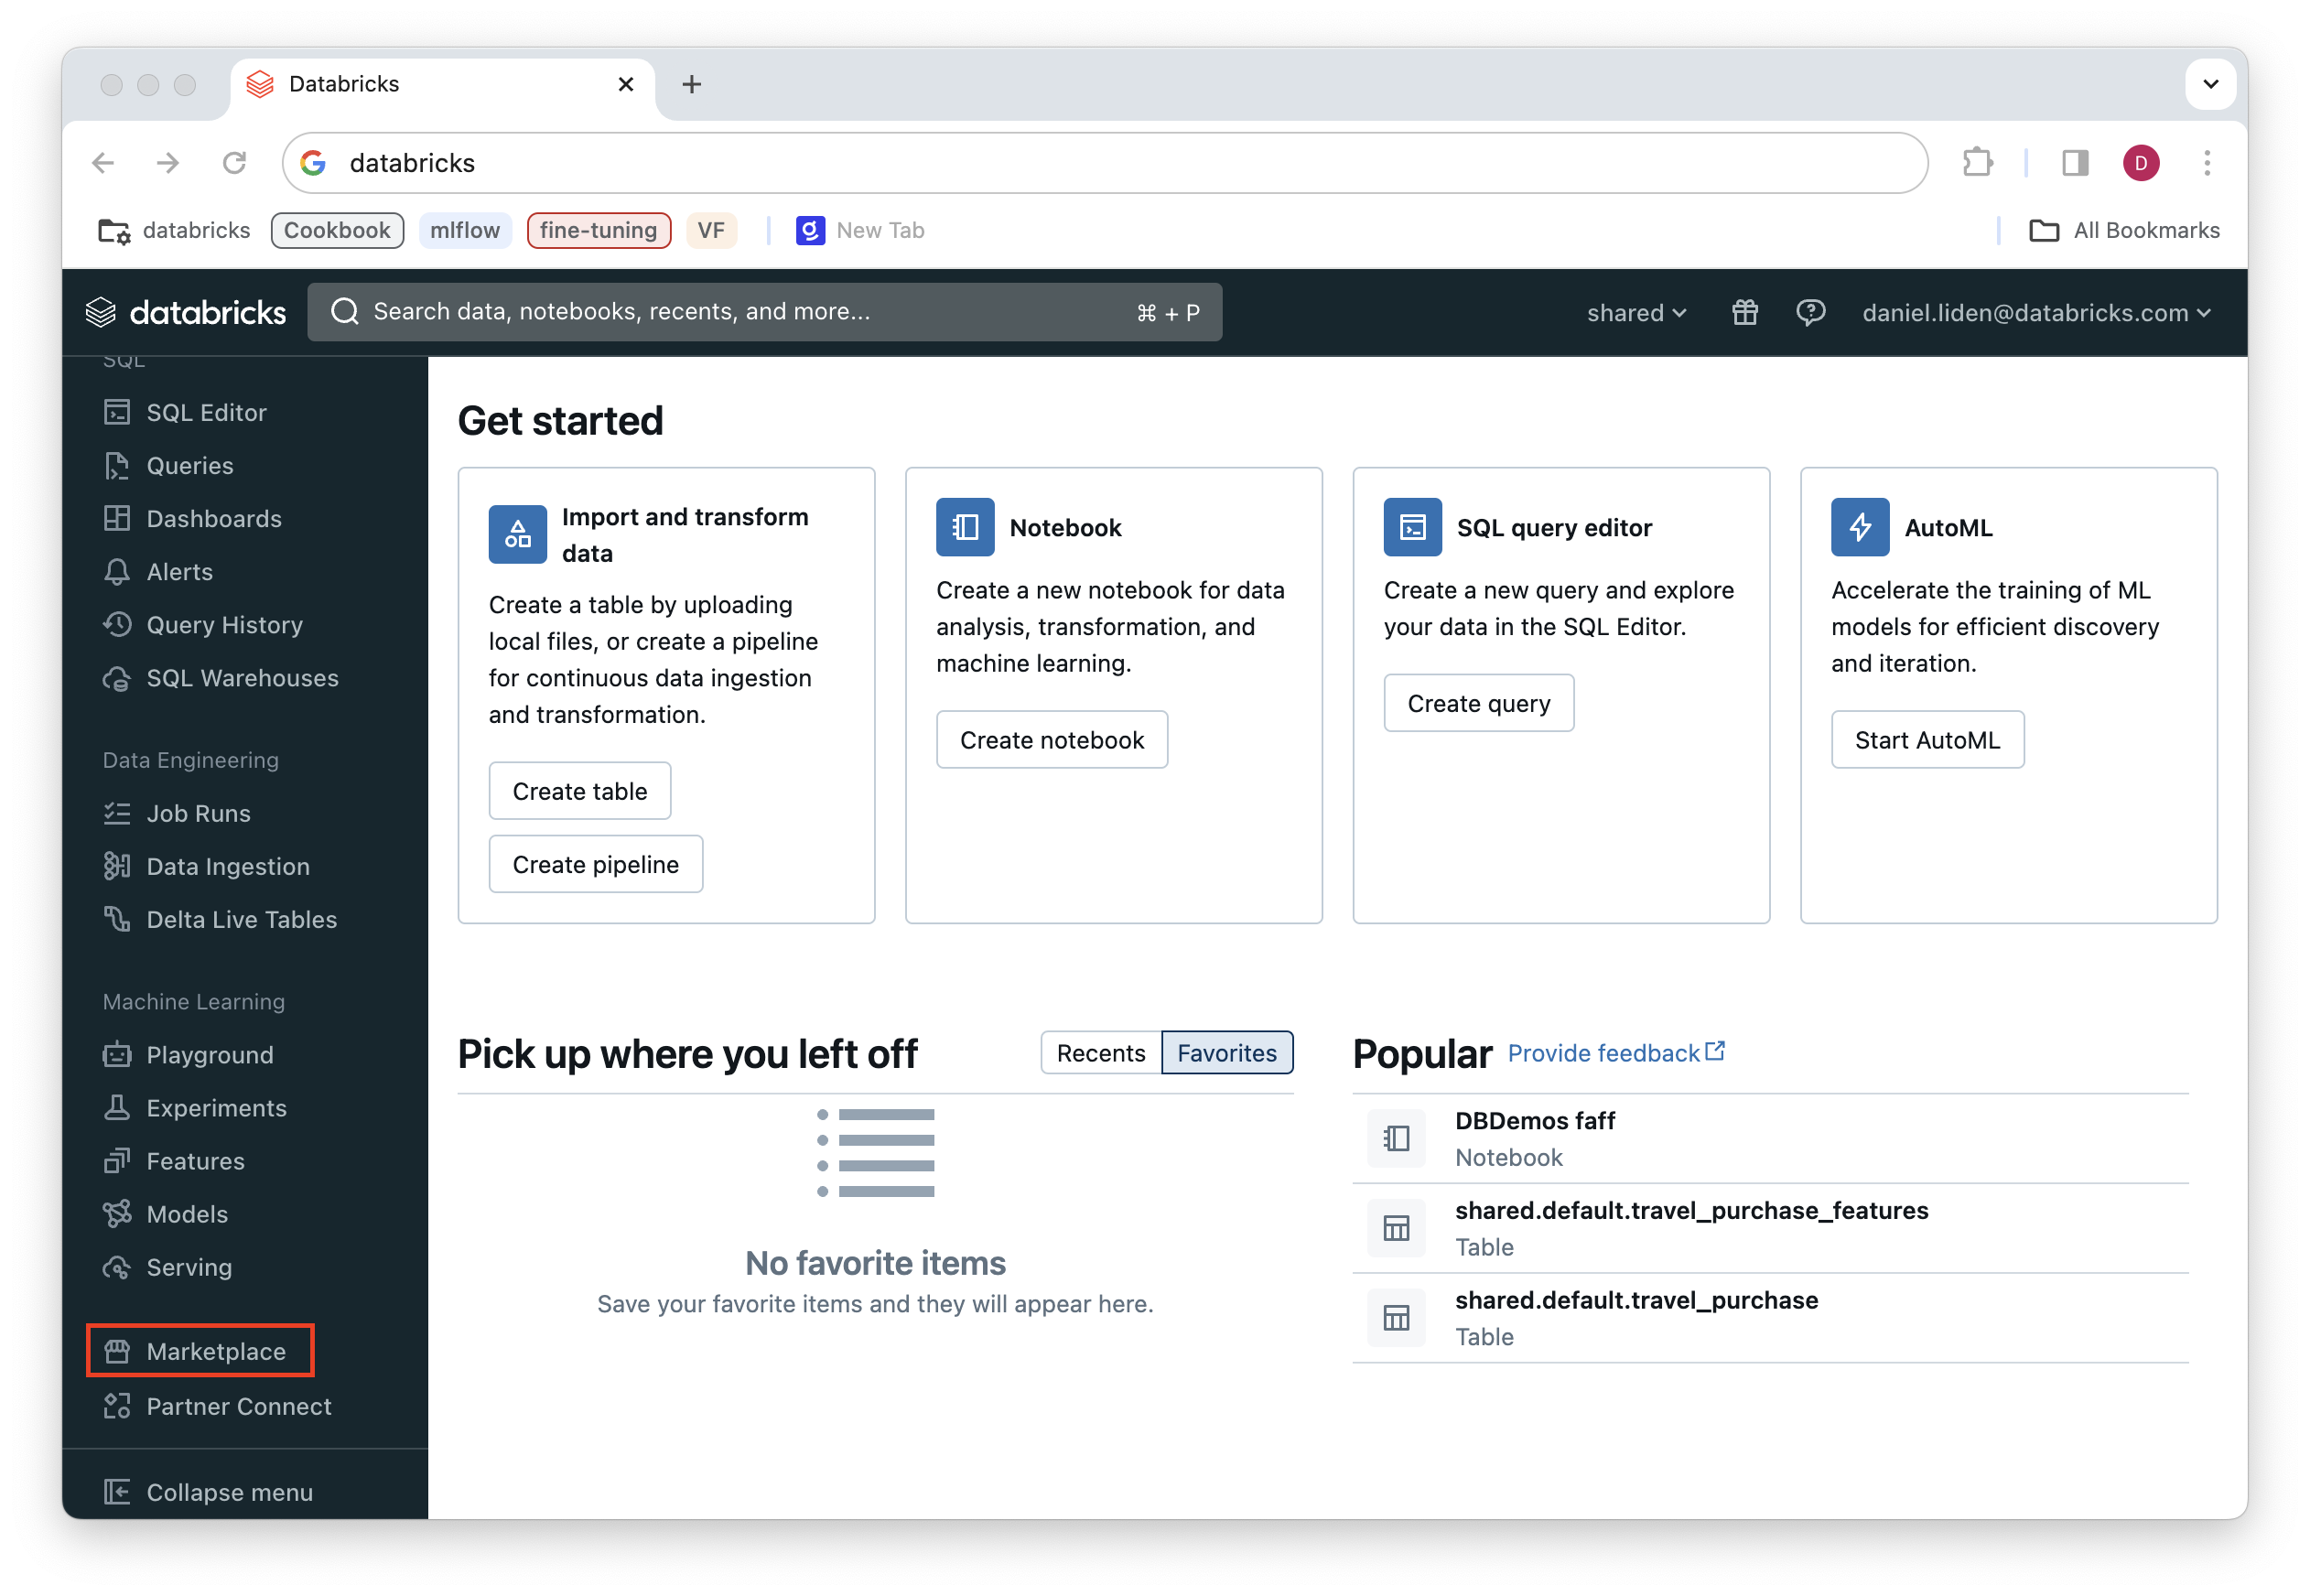 Databricks
databricks
databricks
Cookbook
mlflow
fine-tuning
VF
New Tab
All Bookmarks
databricks
Search data, notebooks, recents, and more...
⌘ + P
shared
daniel.liden@databricks.com
SQL
SQL Editor
Queries
Dashboards
Alerts
Query History
SQL Warehouses
Data Engineering
Job Runs
Data Ingestion
Delta Live Tables
Machine Learning
Playground
Experiments
Features
Models
Serving
Marketplace
Partner Connect
Collapse menu
Get started
Import and transform
data
Create a table by uploading
local files, or create a pipeline
for continuous data ingestion
and transformation.
Create table
Create pipeline
Notebook
Create a new notebook for data
analysis, transformation, and
machine learning.
Create notebook
SQL query editor
Create a new query and explore
your data in the SQL Editor.
Create query
AutoML
Accelerate the training of ML
models for efficient discovery
and iteration.
Start AutoML
Pick up where you left off
Recents
Favorites
No favorite items
Save your favorite items and they will appear here.
Popular
Provide feedback
DBDemos faff
Notebook
shared.default.travel_purchase_features
Table
shared.default.travel_purchase
Table
D